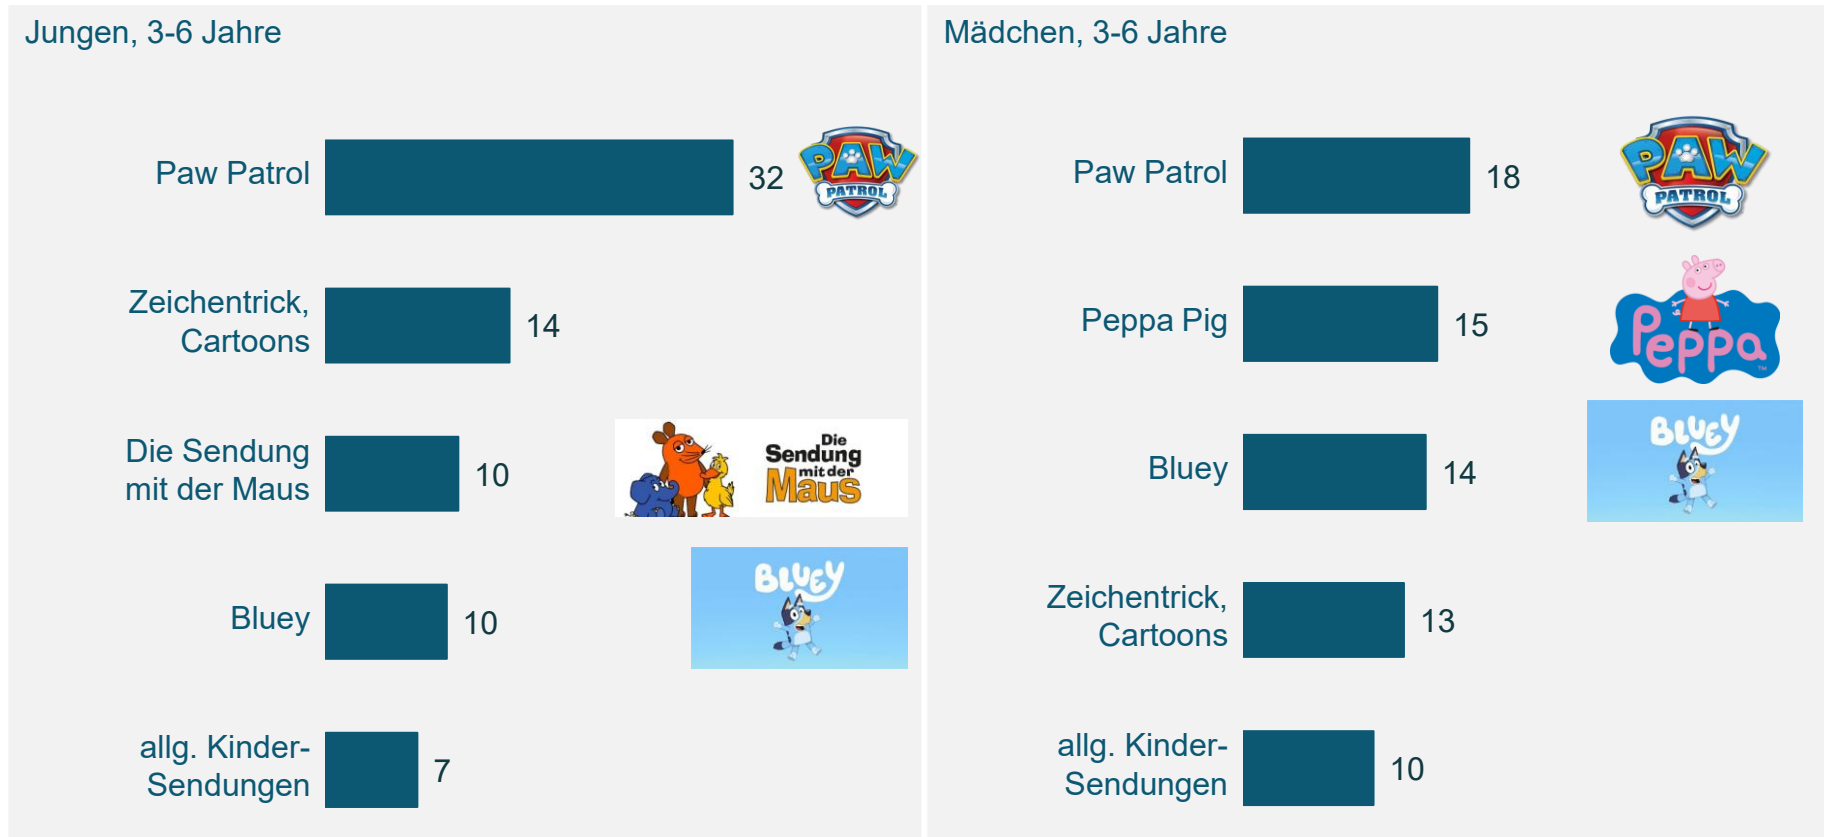 Jungen, 3-6 Jahre
Paw Patrol
32
PAW
PATROL
Zeichentrick,
Cartoons
14
Die Sendung
mit der Maus
10
Die
Sendung
mit der
Maus
Bluey
10
BLUEY
allg. Kinder-
Sendungen
7
Mädchen, 3-6 Jahre
Paw Patrol
18
PAW
PATROL
Peppa Pig
15
Peppa
TM
Bluey
14
BLUEY
Zeichentrick,
Cartoons
13
allg. Kinder-
Sendungen
10